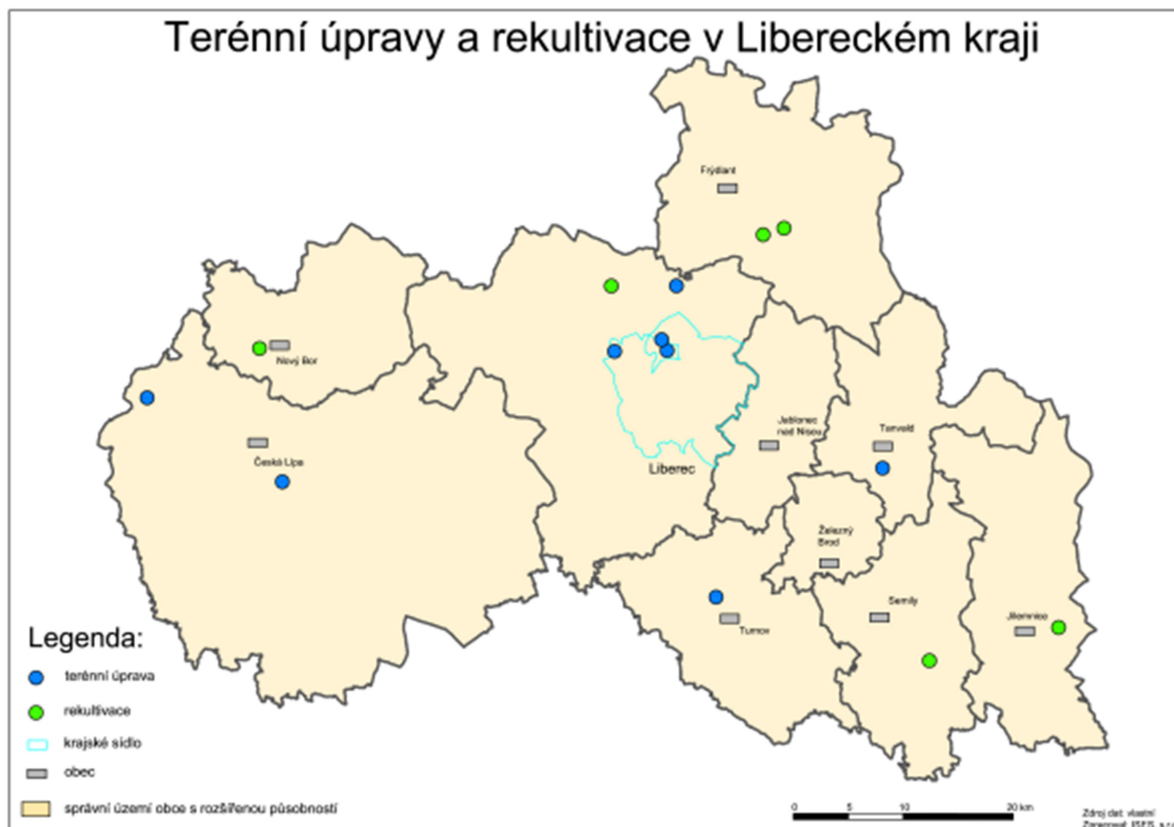 Terénní úpravy a rekultivace v Libereckém kraji
Frýdlant
Nový Bor
Česká Lípa
Jablonec
nad Nisou
Tanvald
Liberec
Železný
Brod
Semily
Jilemnice
Turnov
Legenda:
terénní úprava
rekultivace
krajské sídlo
obec
správní území obce s rozšířenou působností
0 5 10 20 km
Zdroj dat: vlastní
Zpracoval: ISES, s.r.